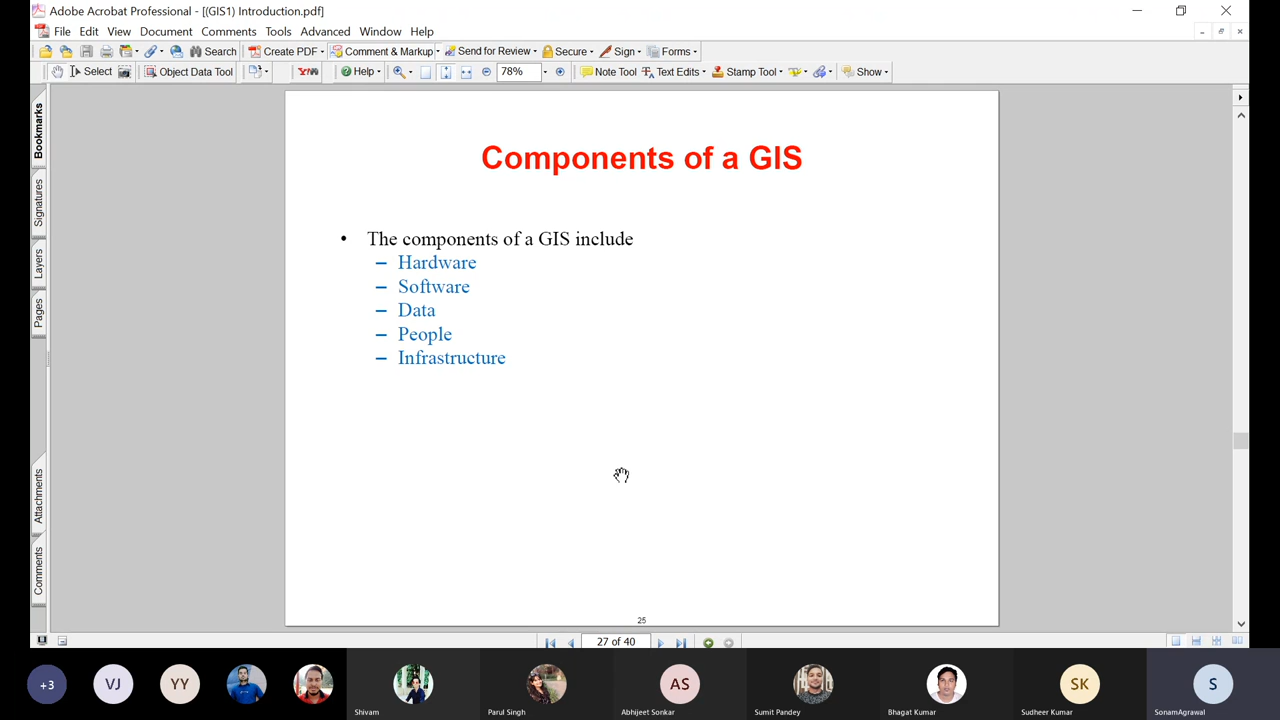 Adobe Acrobat Professional - [(GIS1) Introduction.pdf]
File Edit View Document Comments Tools Advanced Window Help
Search Create PDF Comment & Markup Send for Review Secure Sign Forms
Select Object Data Tool Y! Help 78% Note Tool Text Edits Stamp Tool Show
Bookmarks
Signatures
Layers
Pages
Attachments
Comments
Components of a GIS
• The components of a GIS include
– Hardware
– Software
– Data
– People
– Infrastructure
25
27 of 40
+3 VJ YY AS SK S
Shivam Parul Singh Abhijeet Sonkar Sumit Pandey Bhagat Kumar Sudheer Kumar SonamAgrawal